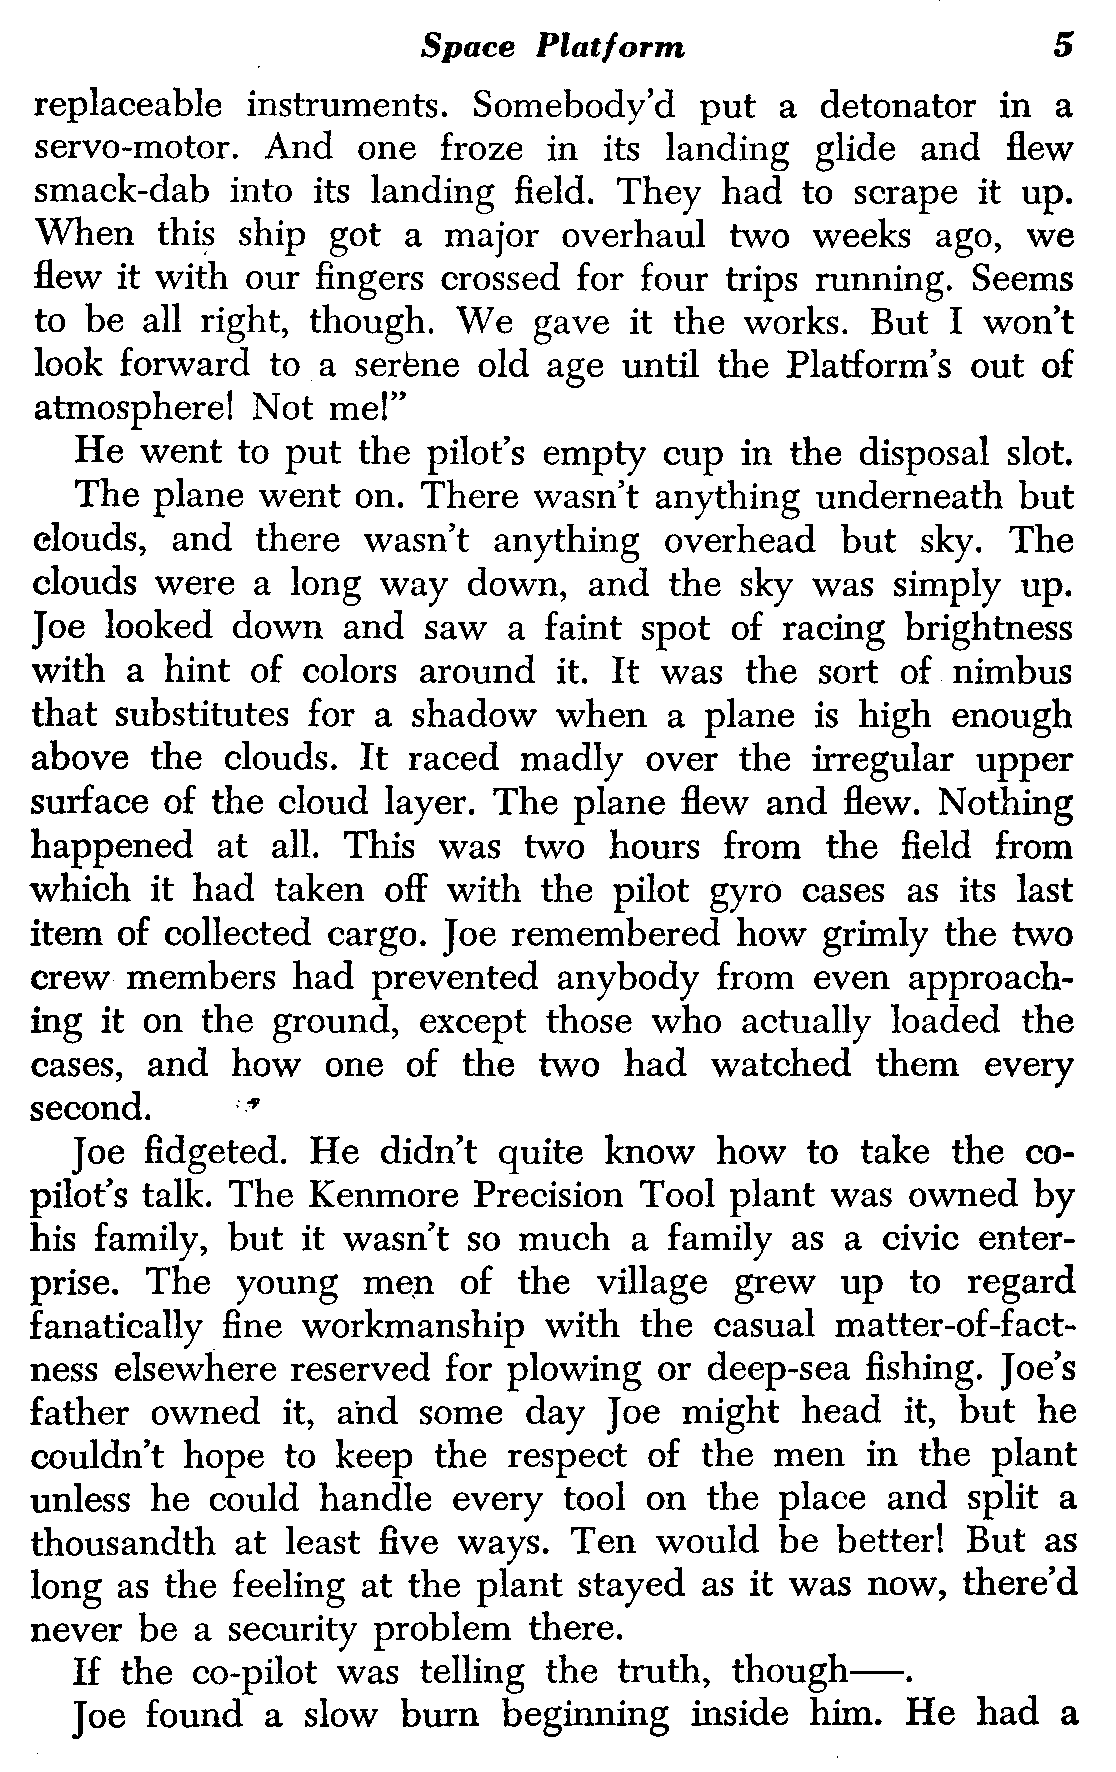 Space Platform 5
replaceable instruments. Somebody'd put a detonator in a
servo-motor. And one froze in its landing glide and flew
smack-dab into its landing field. They had to scrape it up.
When this ship got a major overhaul two weeks ago, we
flew it with our fingers crossed for four trips running. Seems
to be all right, though. We gave it the works. But I won't
look forward to a serene old age until the Platform's out of
atmosphere! Not me!"
He went to put the pilot's empty cup in the disposal slot.
The plane went on. There wasn't anything underneath but
clouds, and there wasn't anything overhead but sky. The
clouds were a long way down, and the sky was simply up.
Joe looked down and saw a faint spot of racing brightness
with a hint of colors around it. It was the sort of nimbus
that substitutes for a shadow when a plane is high enough
above the clouds. It raced madly over the irregular upper
surface of the cloud layer. The plane flew and flew. Nothing
happened at all. This was two hours from the field from
which it had taken off with the pilot gyro cases as its last
item of collected cargo. Joe remembered how grimly the two
crew members had prevented anybody from even approach-
ing it on the ground, except those who actually loaded the
cases, and how one of the two had watched them every
second.
Joe fidgeted. He didn't quite know how to take the co-
pilot's talk. The Kenmore Precision Tool plant was owned by
his family, but it wasn't so much a family as a civic enter-
prise. The young men of the village grew up to regard
fanatically fine workmanship with the casual matter-of-fact-
ness elsewhere reserved for plowing or deep-sea fishing. Joe's
father owned it, and some day Joe might head it, but he
couldn't hope to keep the respect of the men in the plant
unless he could handle every tool on the place and split a
thousandth at least five ways. Ten would be better! But as
long as the feeling at the plant stayed as it was now, there'd
never be a security problem there.
If the co-pilot was telling the truth, though——.
Joe found a slow burn beginning inside him. He had a